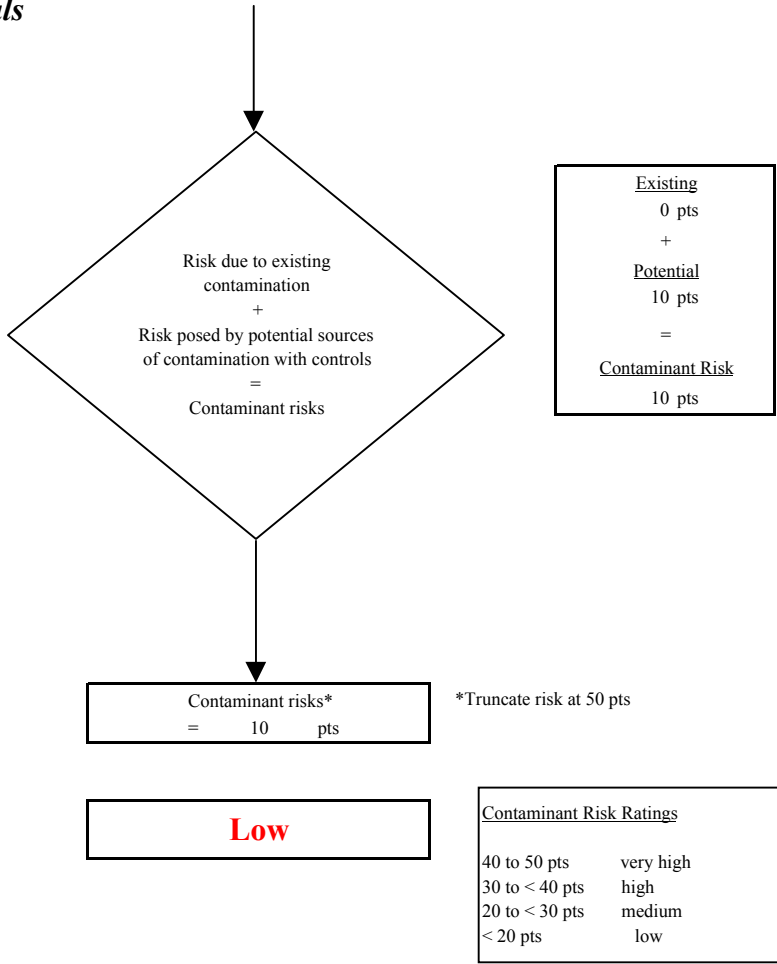 Risk due to existing
contamination
+
Risk posed by potential sources
of contamination with controls
=
Contaminant risks
Existing
0 pts
+
Potential
10 pts
=
Contaminant Risk
10 pts
Contaminant risks*
= 10 pts
*Truncate risk at 50 pts
Low
Contaminant Risk Ratings
40 to 50 pts very high
30 to < 40 pts high
20 to < 30 pts medium
< 20 pts low